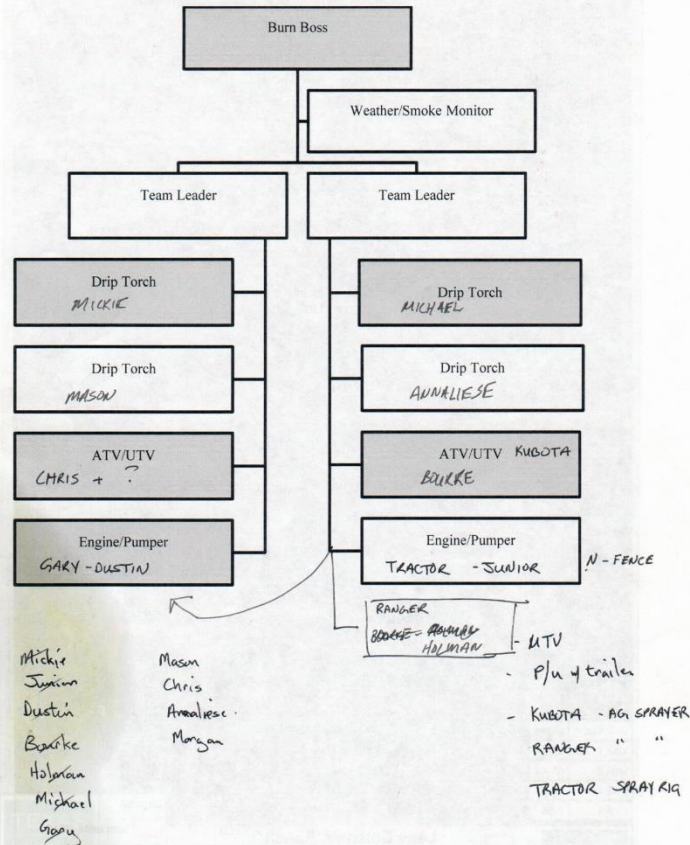 Burn Boss
Weather/Smoke Monitor
Team Leader
Team Leader
Drip Torch
MICKIE
Drip Torch
MICHAEL
Drip Torch
MASON
Drip Torch
ANNALIESE
ATV/UTV
CHRIS + ?
ATV/UTV KUBOTA
BOURKE
Engine/Pumper
GARY - DUSTIN
Engine/Pumper
TRACTOR - JUNIOR N - FENCE
RANGER
HOLMAN
- UTV
- P/u w/ trailer
- KUBOTA - AG SPRAYER
RANGER " "
TRACTOR SPRAY RIG
Mickie
Junior
Dustin
Bourke
Holman
Michael
Gary
Mason
Chris
Annaliese.
Morgan